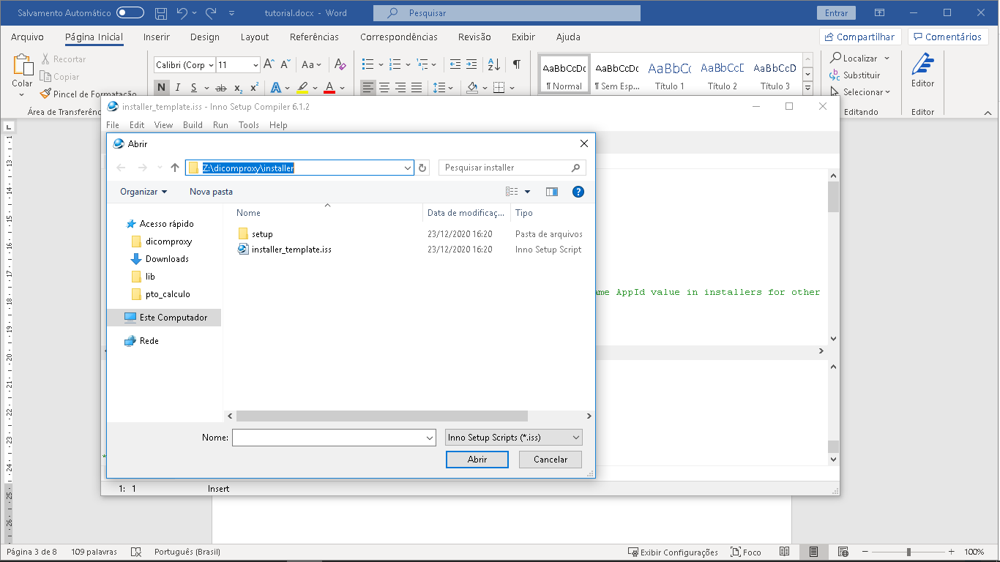 Salvamento Automático tutorial.docx - Word Pesquisar Entrar
Arquivo Página Inicial Inserir Design Layout Referências Correspondências Revisão Exibir Ajuda Compartilhar Comentários
Colar
Recortar
Copiar
Pincel de Formatação
Área de Transferênc
Calibri (Corp 11 Aa
N I S ab x₂ x² A A
AaBbCcDc AaBbCcDc AaBbC( AaBbCcD AaBbCcD
¶ Normal ¶ Sem Esp... Título 1 Título 2 Título 3
Localizar
Substituir
Selecionar
Editando
Editor
Editor
installer_template.iss - Inno Setup Compiler 6.1.2
File Edit View Build Run Tools Help
Abrir
Z:\dicomproxy\installer Pesquisar installer
Organizar Nova pasta
Nome Data de modificaç... Tipo
setup 23/12/2020 16:20 Pasta de arquivos
installer_template.iss 23/12/2020 16:20 Inno Setup Script
Acesso rápido
dicomproxy
Downloads
lib
pto_calculo
Este Computador
Rede
ame AppId value in installers for other
Nome: Inno Setup Scripts (*.iss)
Abrir Cancelar
*
1: 1 Insert
Página 3 de 8 109 palavras Português (Brasil) Exibir Configurações Foco 100%